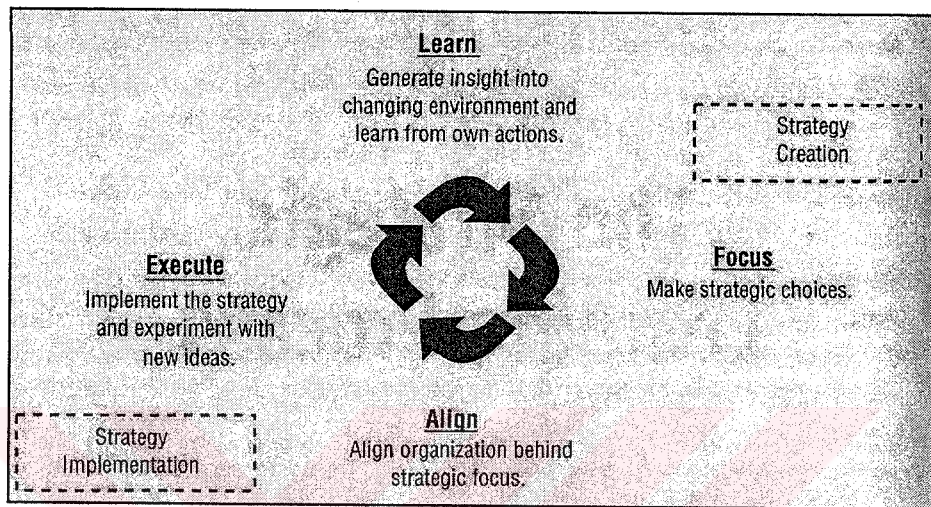 Learn
Generate insight into
changing environment and
learn from own actions.
Strategy
Creation
Focus
Make strategic choices.
Execute
Implement the strategy
and experiment with
new ideas.
Align
Align organization behind
strategic focus.
Strategy
Implementation